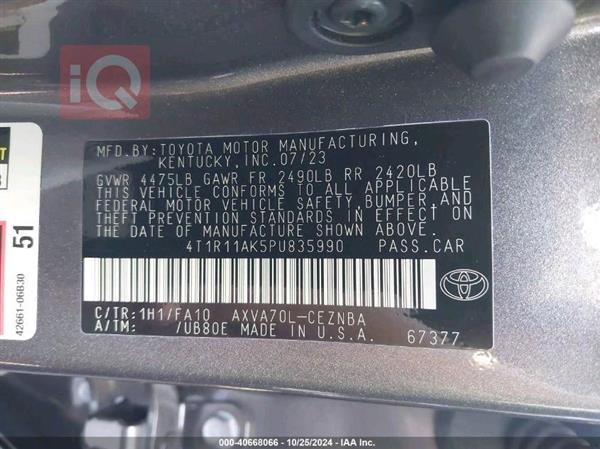 iQ
MFD.BY:TOYOTA MOTOR MANUFACTURING,
KENTUCKY,INC.07/23
GVWR 4475LB GAWR FR 2490LB RR 2420LB
THIS VEHICLE CONFORMS TO ALL APPLICABLE
FEDERAL MOTOR VEHICLE SAFETY,BUMPER,AND
THEFT PREVENTION STANDARDS IN EFFECT ON
THE DATE OF MANUFACTURE SHOWN ABOVE.
4T1R11AK5PU835990 PASS.CAR
C/TR:1H1/FA10 AXVA70L-CEZNBA
A/TM: /UB80E MADE IN U.S.A. 67377
51
42661-06B30
©-40668066 * 10/25/2024 * IAA Inc.